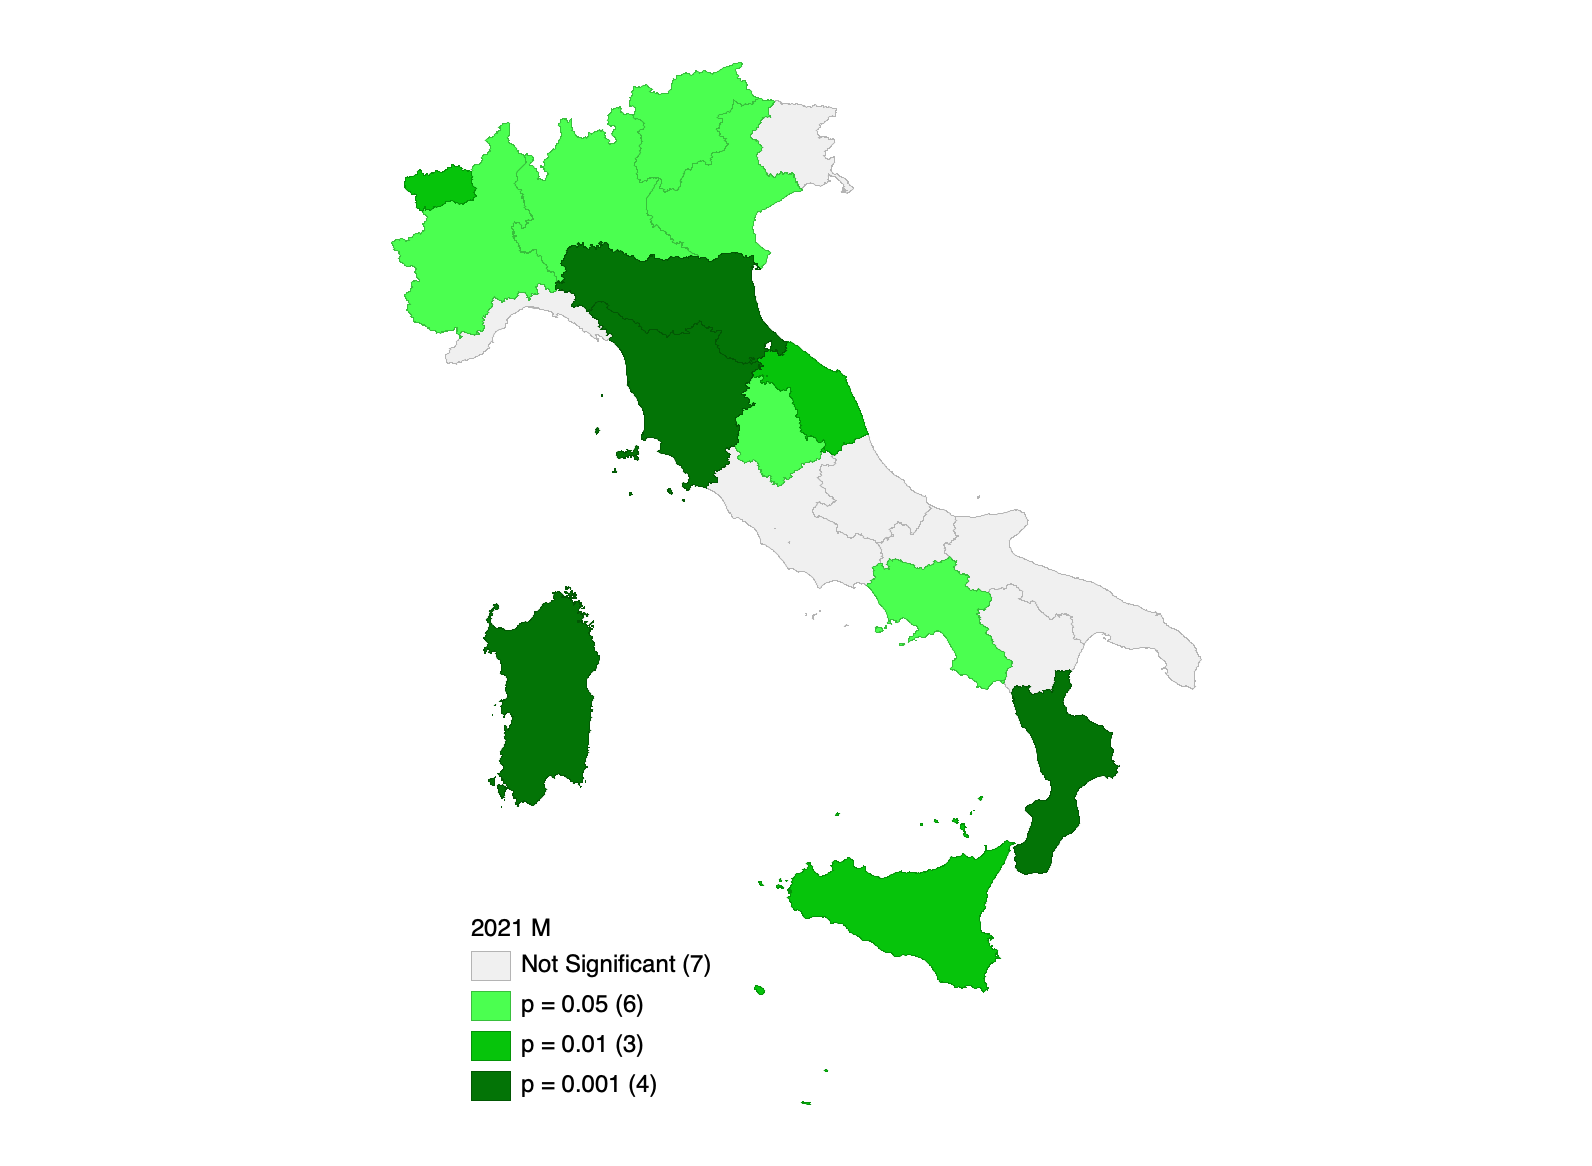 2021 M
Not Significant (7)
p = 0.05 (6)
p = 0.01 (3)
p = 0.001 (4)